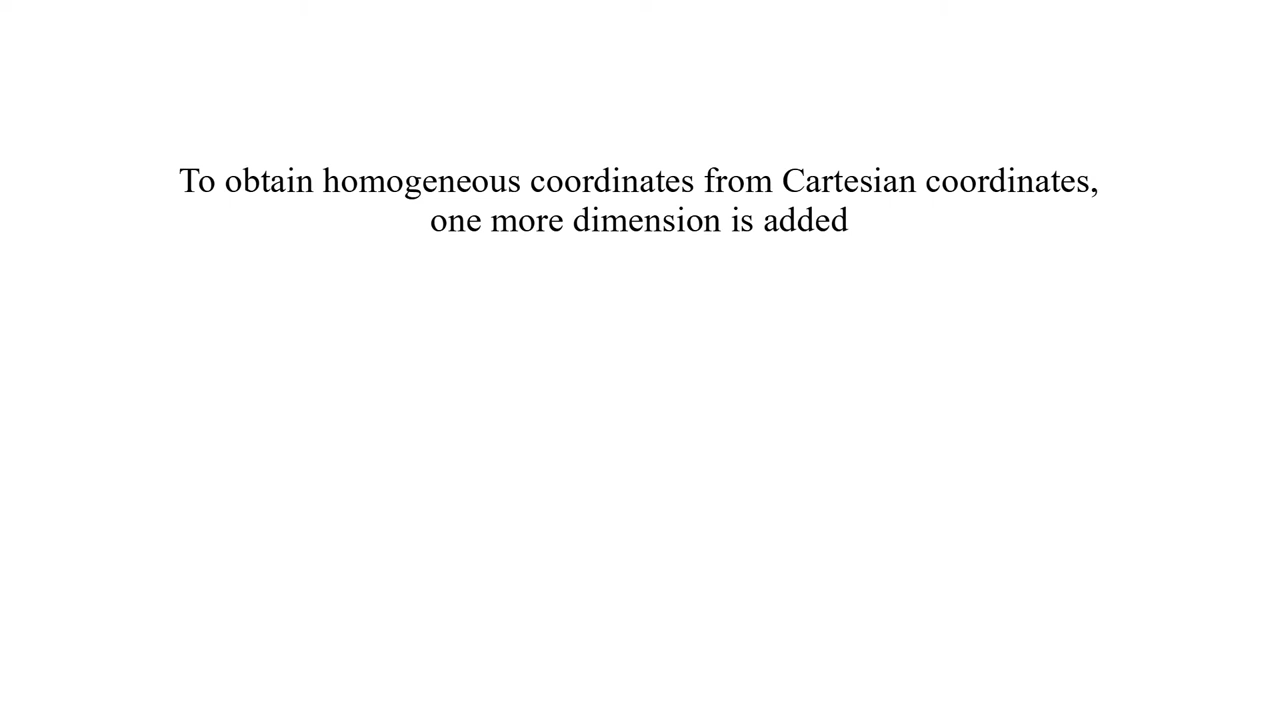 To obtain homogeneous coordinates from Cartesian coordinates,
one more dimension is added